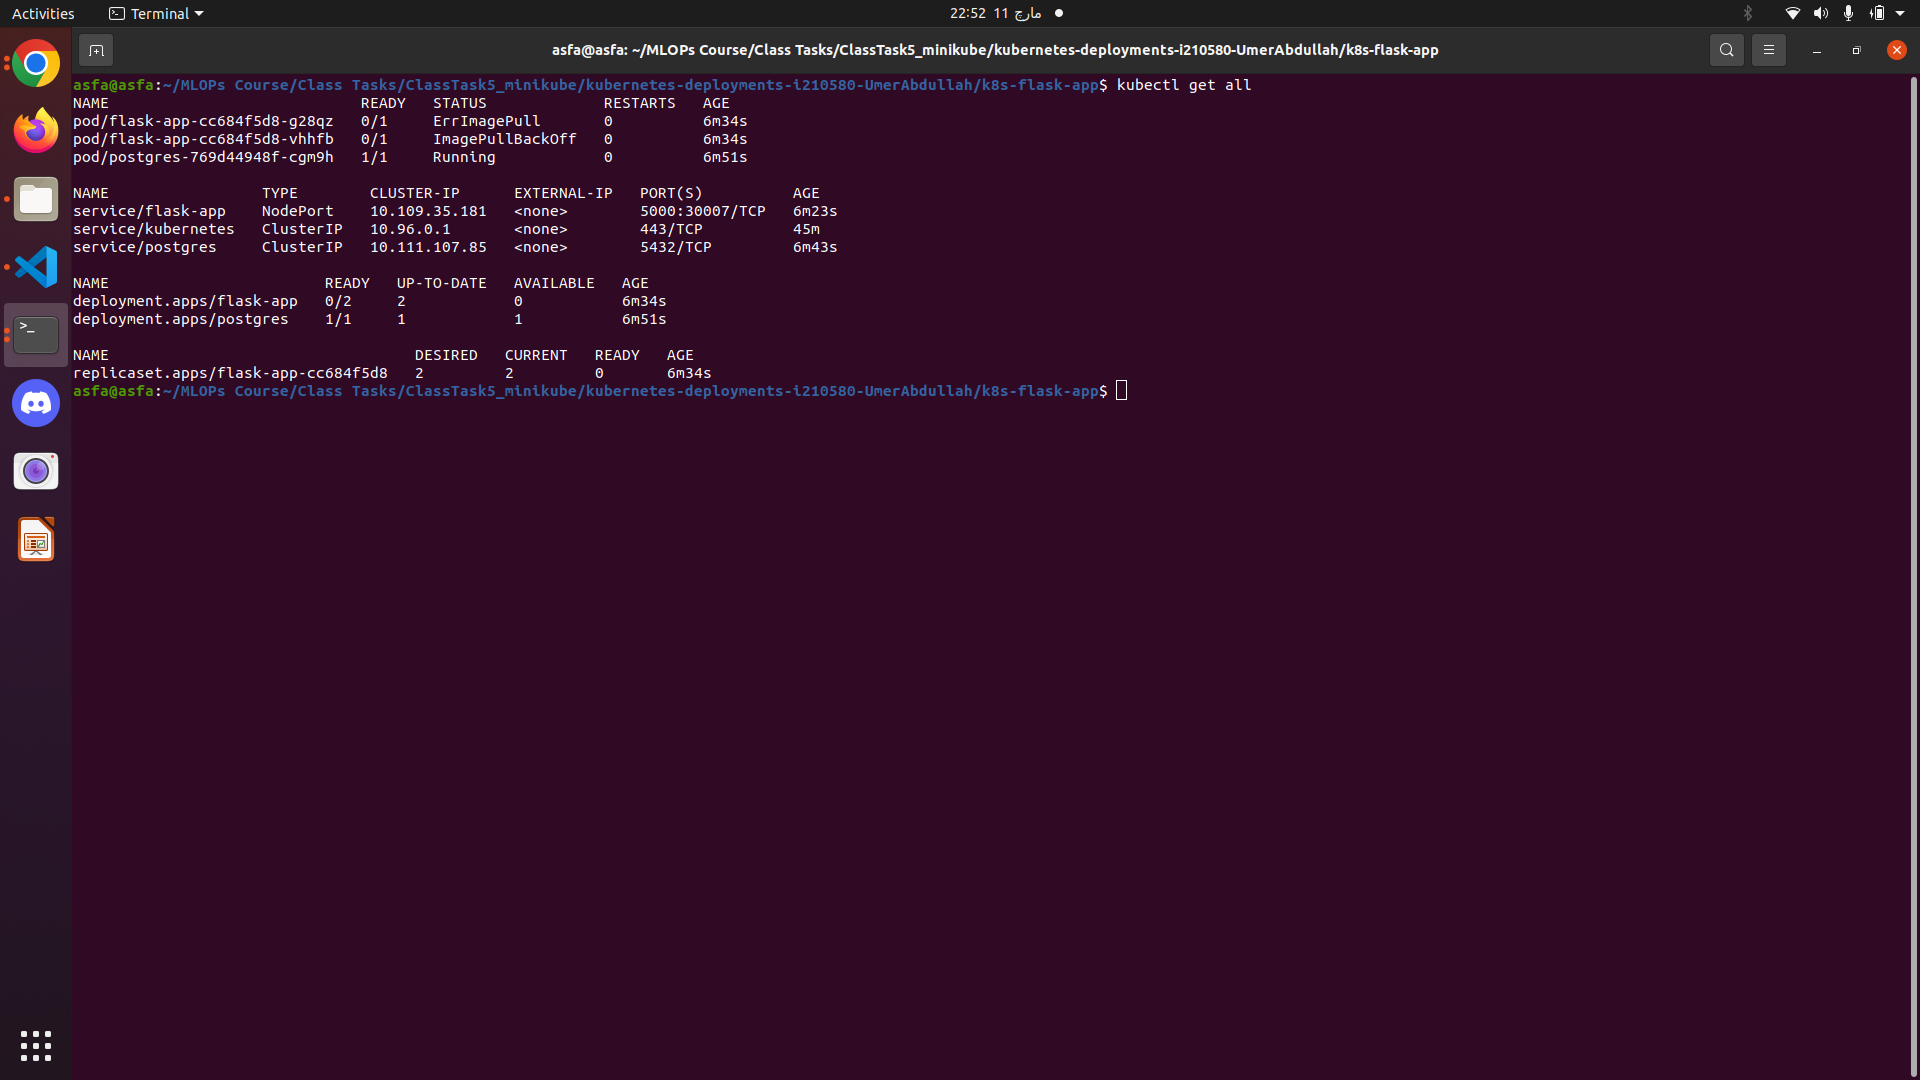 Activities
Terminal
22:52 11 مارچ
asfa@asfa: ~/MLOPs Course/Class Tasks/ClassTask5_minikube/kubernetes-deployments-i210580-UmerAbdullah/k8s-flask-app
asfa@asfa:~/MLOPs Course/Class Tasks/ClassTask5_minikube/kubernetes-deployments-i210580-UmerAbdullah/k8s-flask-app$ kubectl get all
NAME READY STATUS RESTARTS AGE
pod/flask-app-cc684f5d8-g28qz 0/1 ErrImagePull 0 6m34s
pod/flask-app-cc684f5d8-vhhfb 0/1 ImagePullBackOff 0 6m34s
pod/postgres-769d44948f-cgm9h 1/1 Running 0 6m51s
NAME TYPE CLUSTER-IP EXTERNAL-IP PORT(S) AGE
service/flask-app NodePort 10.109.35.181 <none> 5000:30007/TCP 6m23s
service/kubernetes ClusterIP 10.96.0.1 <none> 443/TCP 45m
service/postgres ClusterIP 10.111.107.85 <none> 5432/TCP 6m43s
NAME READY UP-TO-DATE AVAILABLE AGE
deployment.apps/flask-app 0/2 2 0 6m34s
deployment.apps/postgres 1/1 1 1 6m51s
NAME DESIRED CURRENT READY AGE
replicaset.apps/flask-app-cc684f5d8 2 2 0 6m34s
asfa@asfa:~/MLOPs Course/Class Tasks/ClassTask5_minikube/kubernetes-deployments-i210580-UmerAbdullah/k8s-flask-app$